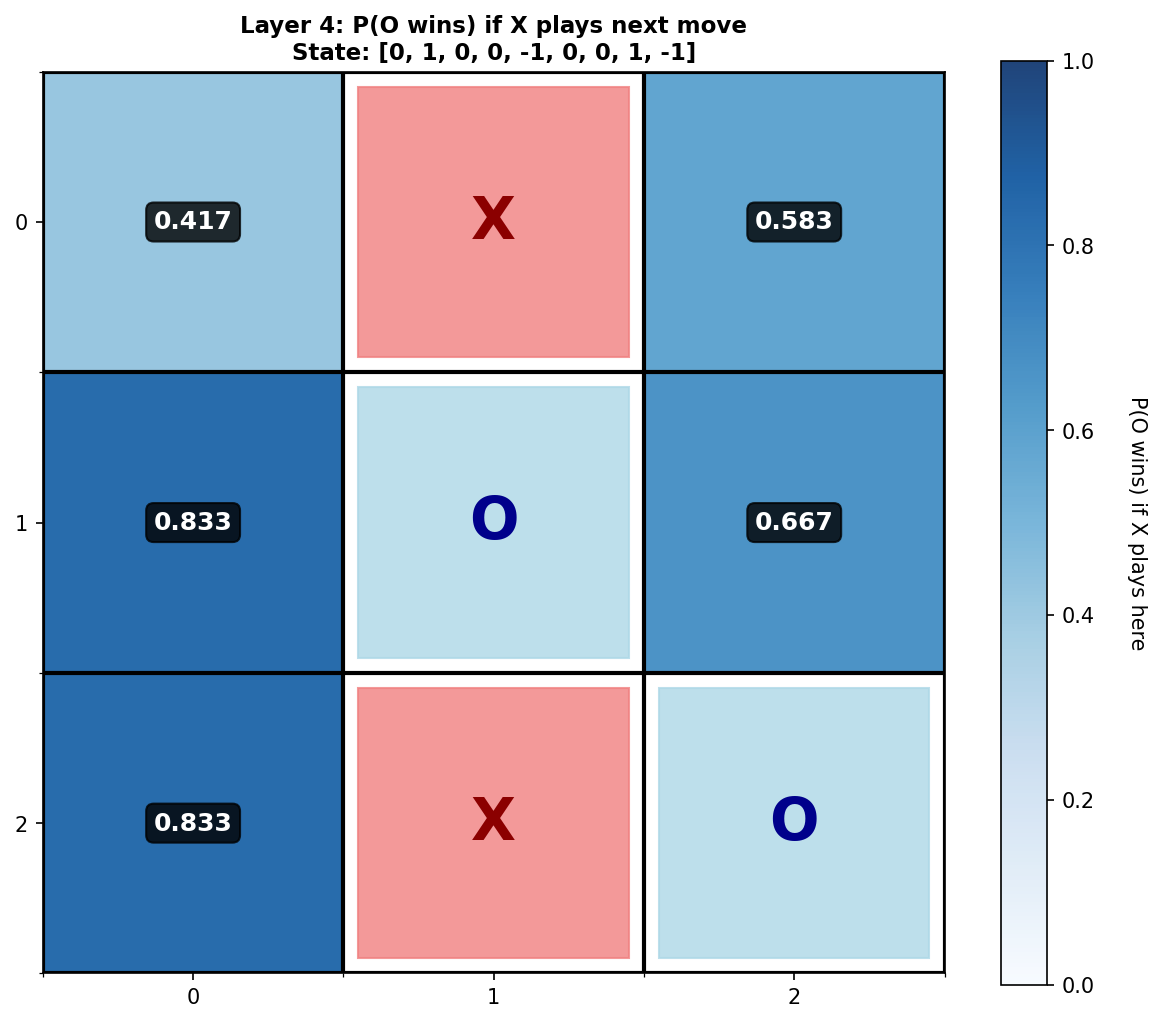 Layer 4: P(O wins) if X plays next move
State: [0, 1, 0, 0, -1, 0, 0, 1, -1]
0
0.417
X
0.583
1
0.833
O
0.667
2
0.833
X
O
0
1
2
1.0
0.8
0.6
0.4
0.2
0.0
P(O wins) if X plays here